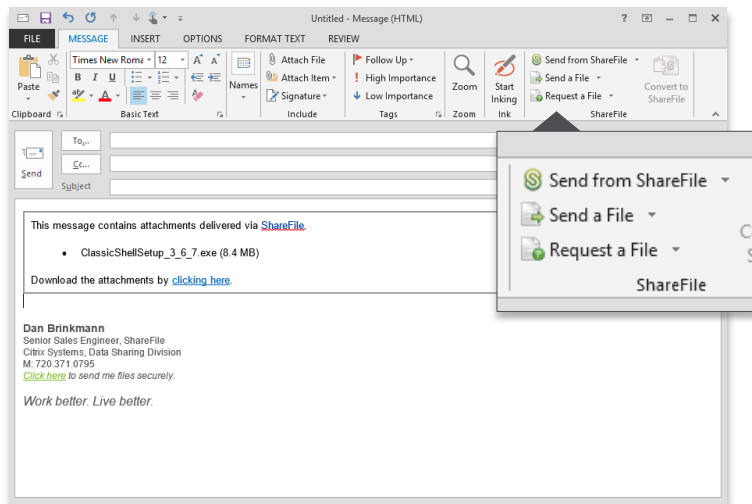 Untitled - Message (HTML)
FILE MESSAGE INSERT OPTIONS FORMAT TEXT REVIEW
Paste
Clipboard
Times New Roma 12
B I U
Basic Text
Names
Attach File
Attach Item
Signature
Include
Follow Up
High Importance
Low Importance
Tags
Zoom
Zoom
Start
Inking
Ink
Send from ShareFile
Send a File
Request a File
Convert to
ShareFile
ShareFile
Send
To...
Cc...
Subject
Send from ShareFile
Send a File
Request a File
ShareFile
This message contains attachments delivered via ShareFile.
• ClassicShellSetup_3_6_7.exe (8.4 MB)
Download the attachments by clicking here.
Dan Brinkmann
Senior Sales Engineer, ShareFile
Citrix Systems, Data Sharing Division
M: 720.371.0795
Click here to send me files securely.
Work better. Live better.